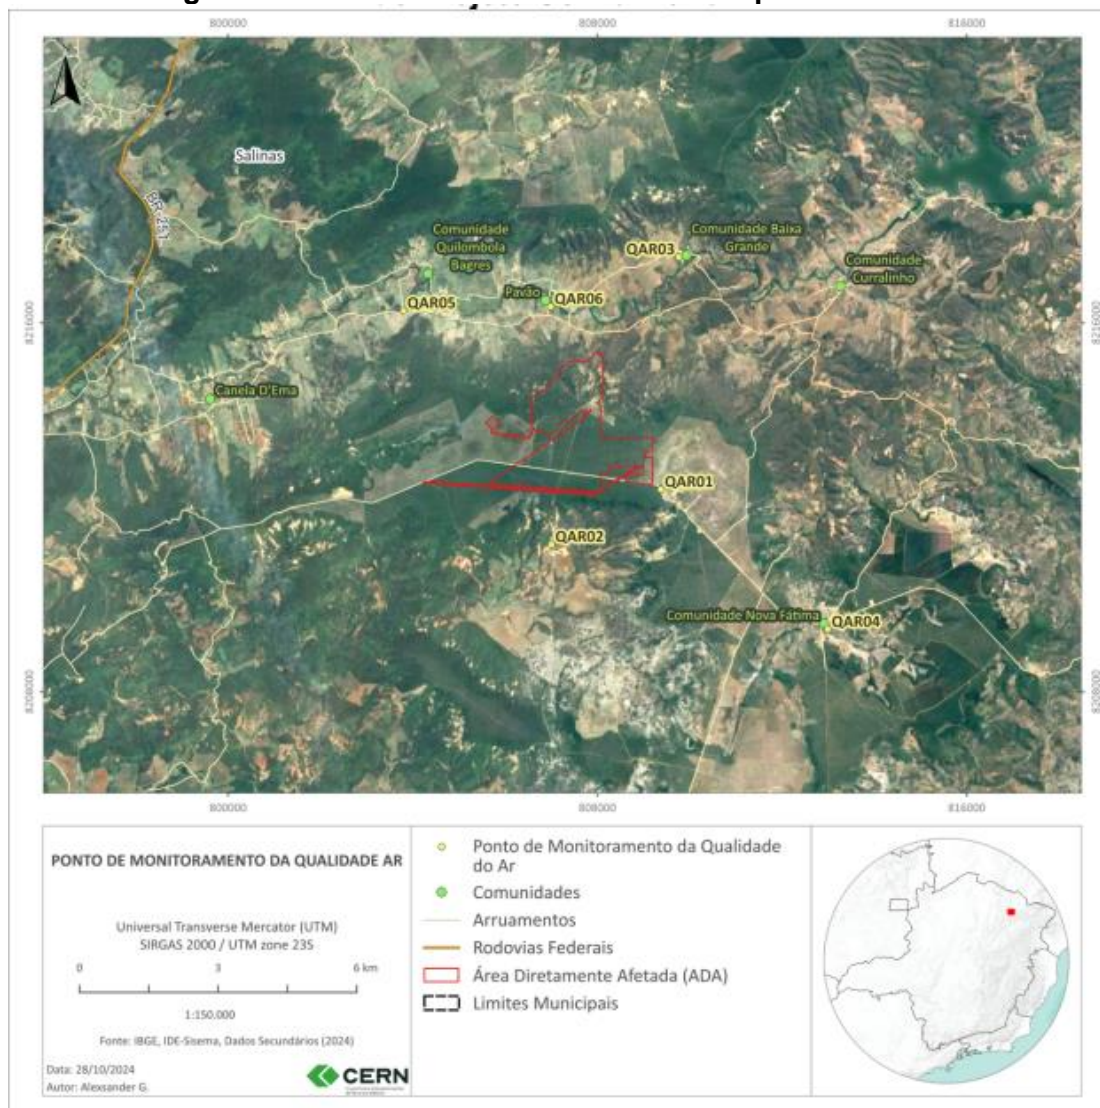 800000
808000
816000
Salinas
BR-251
Comunidade
Quilombola
Bagres
QAR03
Comunidade Baixa
Grande
Comunidade
Curralinho
Pavão
QAR06
QAR05
8216000
8216000
Canela D'Ema
QAR01
QAR02
Comunidade Nova Fátima
QAR04
8208000
8208000
800000
808000
816000
PONTO DE MONITORAMENTO DA QUALIDADE AR
Universal Transverse Mercator (UTM)
SIRGAS 2000 / UTM zone 23S
0 3 6 km
1:150.000
Fonte: IBGE, IDE-Sisema, Dados Secundários (2024)
Data: 28/10/2024
Autor: Alexsander G.
CERN
Ponto de Monitoramento da Qualidade
do Ar
Comunidades
Arruamentos
Rodovias Federais
Área Diretamente Afetada (ADA)
Limites Municipais